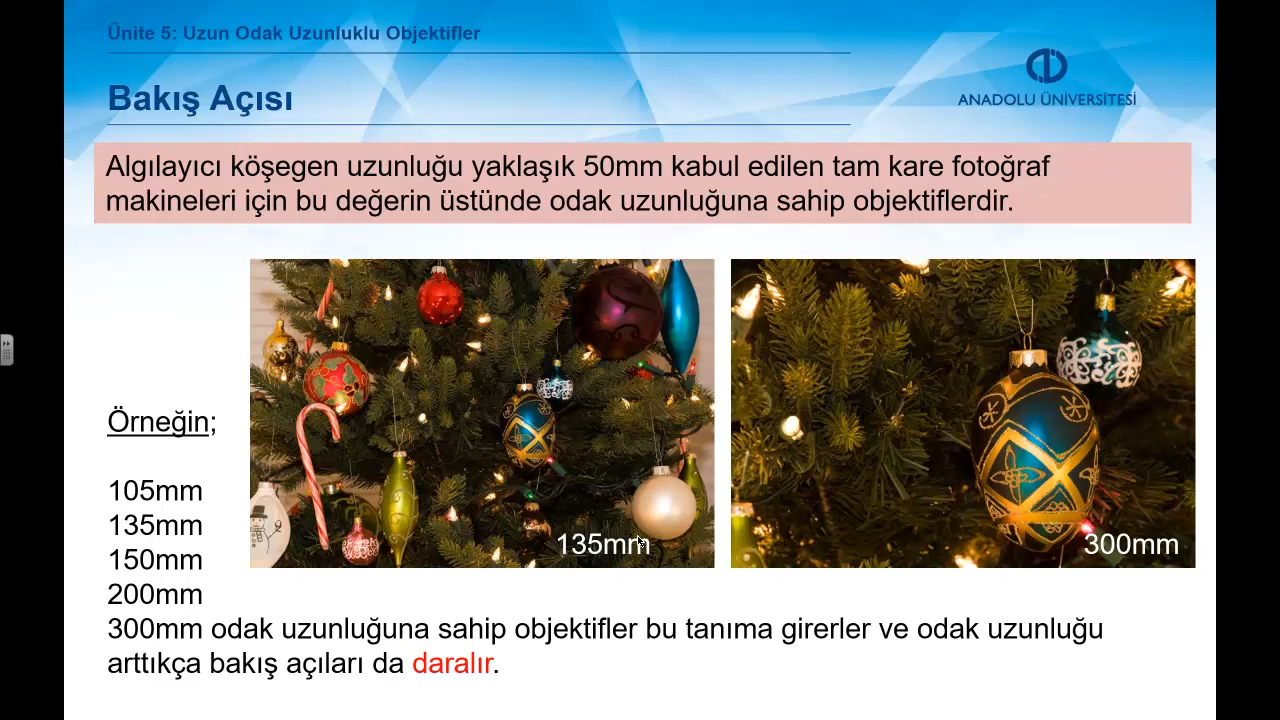 Ünite 5: Uzun Odak Uzunluklu Objektifler
Bakış Açısı
ANADOLU ÜNİVERSİTESİ
Algılayıcı köşegen uzunluğu yaklaşık 50mm kabul edilen tam kare fotoğraf
makineleri için bu değerin üstünde odak uzunluğuna sahip objektiflerdir.
Örneğin;
105mm
135mm
150mm
200mm
300mm odak uzunluğuna sahip objektifler bu tanıma girerler ve odak uzunluğu
arttıkça bakış açıları da daralır.
135mm
300mm